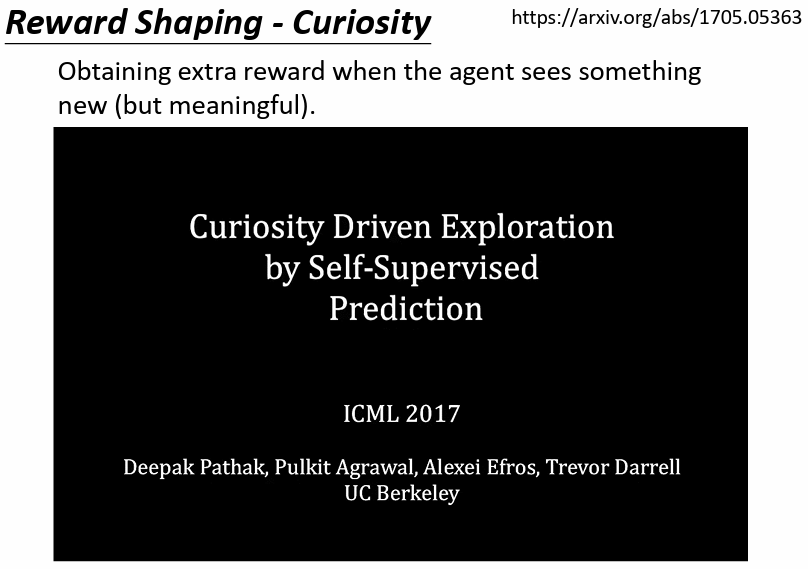 Reward Shaping - Curiosity
https://arxiv.org/abs/1705.05363
Obtaining extra reward when the agent sees something
new (but meaningful).
Curiosity Driven Exploration
by Self-Supervised
Prediction
ICML 2017
Deepak Pathak, Pulkit Agrawal, Alexei Efros, Trevor Darrell
UC Berkeley